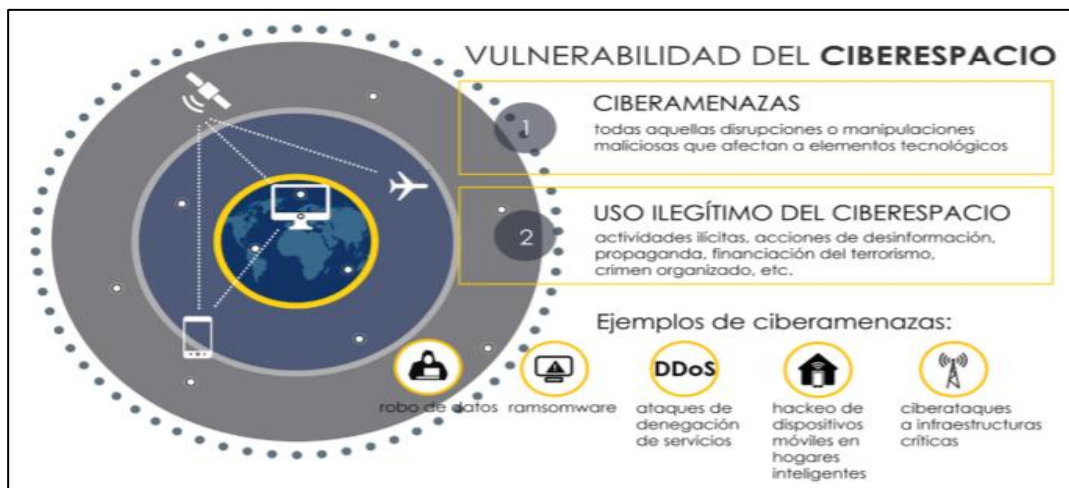 VULNERABILIDAD DEL CIBERESPACIO
1
CIBERAMENAZAS
todas aquellas disrupciones o manipulaciones
maliciosas que afectan a elementos tecnológicos
2
USO ILEGÍTIMO DEL CIBERESPACIO
actividades ilícitas, acciones de desinformación,
propaganda, financiación del terrorismo,
crimen organizado, etc.
Ejemplos de ciberamenazas:
robo de datos
ramsomware
DDoS
ataques de
denegación
de servicios
hackeo de
dispositivos
móviles en
hogares
inteligentes
ciberataques
a infraestructuras
críticas